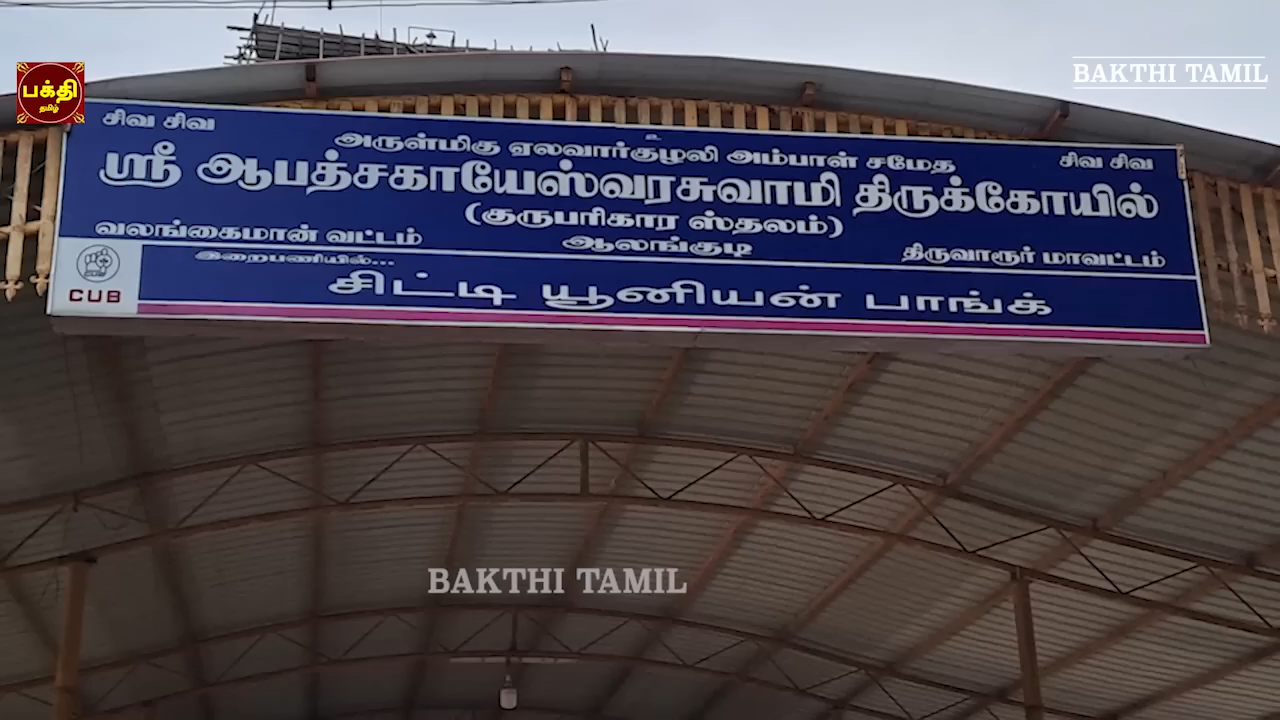 பக்தி
தமிழ்
BAKTHI TAMIL
சிவ சிவ
சிவ சிவ
அருள்மிகு ஏலவார்குழலி அம்பாள் சமேத
ஸ்ரீ ஆபத்சகாயேஸ்வரசுவாமி திருக்கோயில்
(குருபரிகார ஸ்தலம்)
வலங்கைமான் வட்டம் ஆலங்குடி திருவாரூர் மாவட்டம்
இறைபணியில்...
சிட்டி யூனியன் பாங்க்
CUB
BAKTHI TAMIL